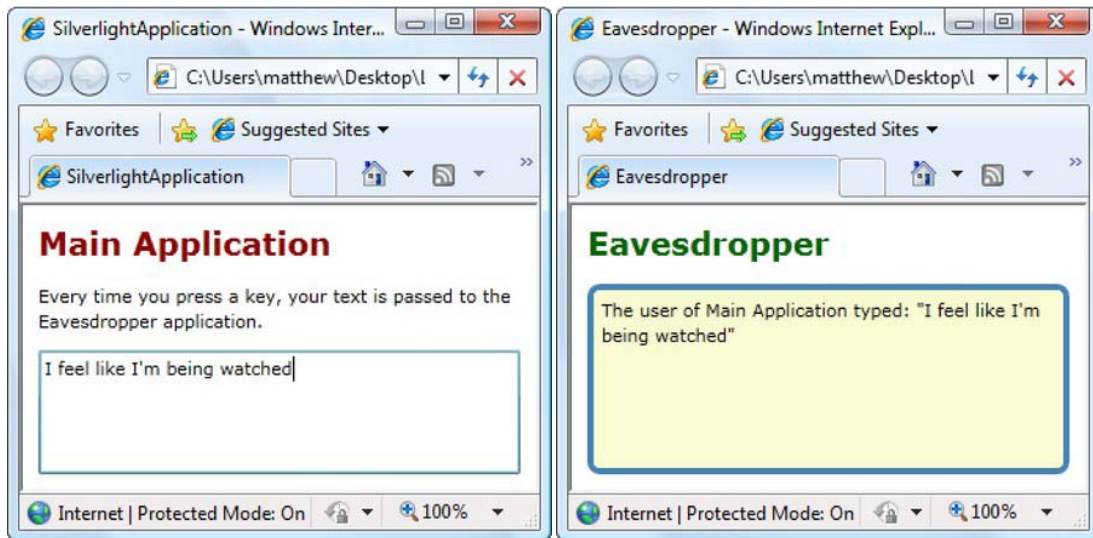 SilverlightApplication - Windows Inter...
C:\Users\matthew\Desktop\l
Favorites
Suggested Sites
SilverlightApplication
Main Application
Every time you press a key, your text is passed to the
Eavesdropper application.
I feel like I'm being watched
Internet | Protected Mode: On
100%
Eavesdropper - Windows Internet Expl...
C:\Users\matthew\Desktop\l
Favorites
Suggested Sites
Eavesdropper
Eavesdropper
The user of Main Application typed: "I feel like I'm
being watched"
Internet | Protected Mode: On
100%